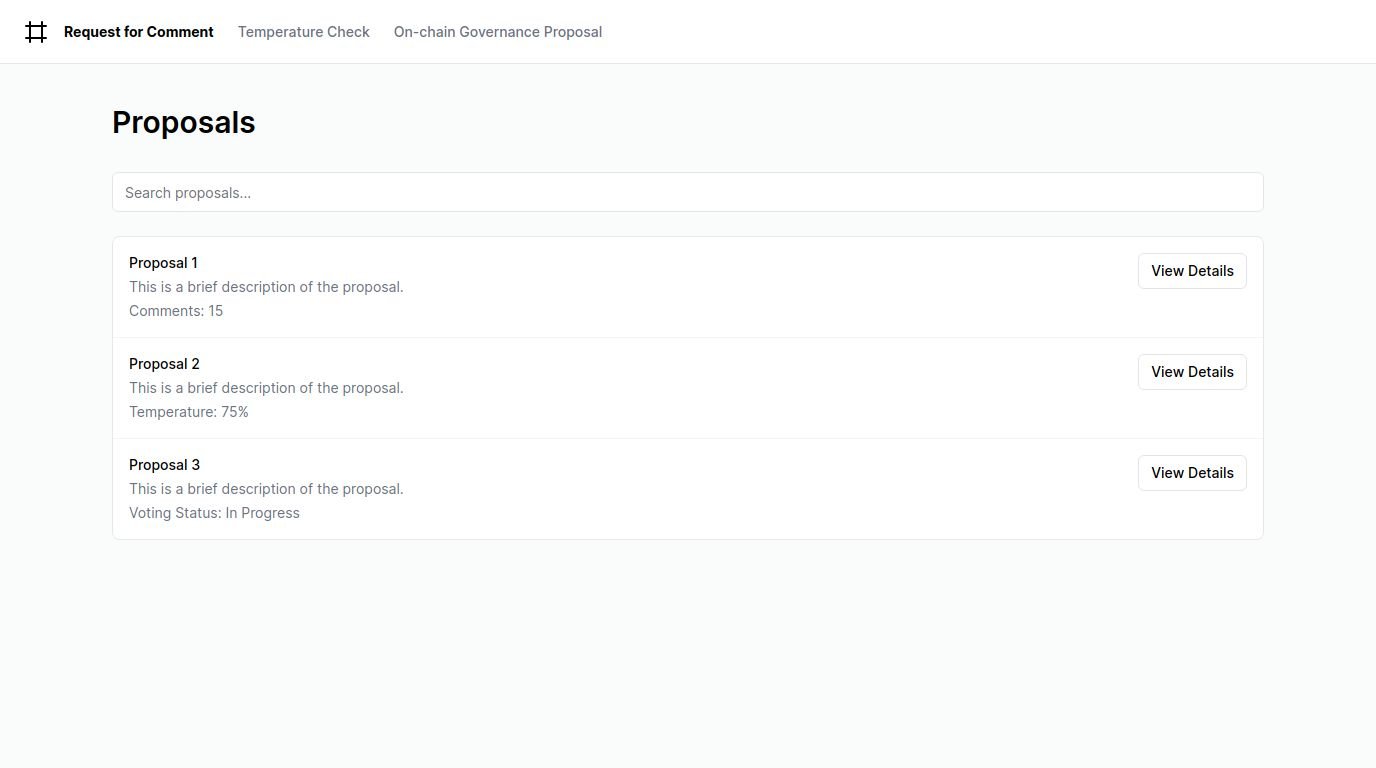 Request for Comment Temperature Check On-chain Governance Proposal
Proposals
Search proposals...
Proposal 1
View Details
This is a brief description of the proposal.
Comments: 15
Proposal 2
View Details
This is a brief description of the proposal.
Temperature: 75%
Proposal 3
View Details
This is a brief description of the proposal.
Voting Status: In Progress